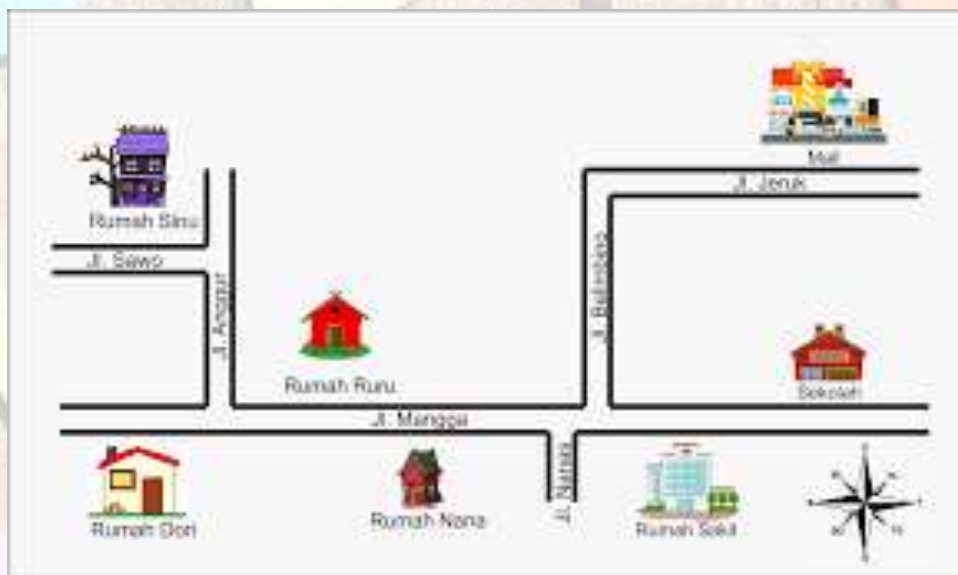 Mall
Jl. Jeruk
Rumah Sinu
Jl. Sawo
Jl. Anggur
Jl. Belimbing
Rumah Ruru
Sekolah
Jl. Mangga
Jl. Nanas
Rumah Dori
Rumah Nana
Rumah Sakit